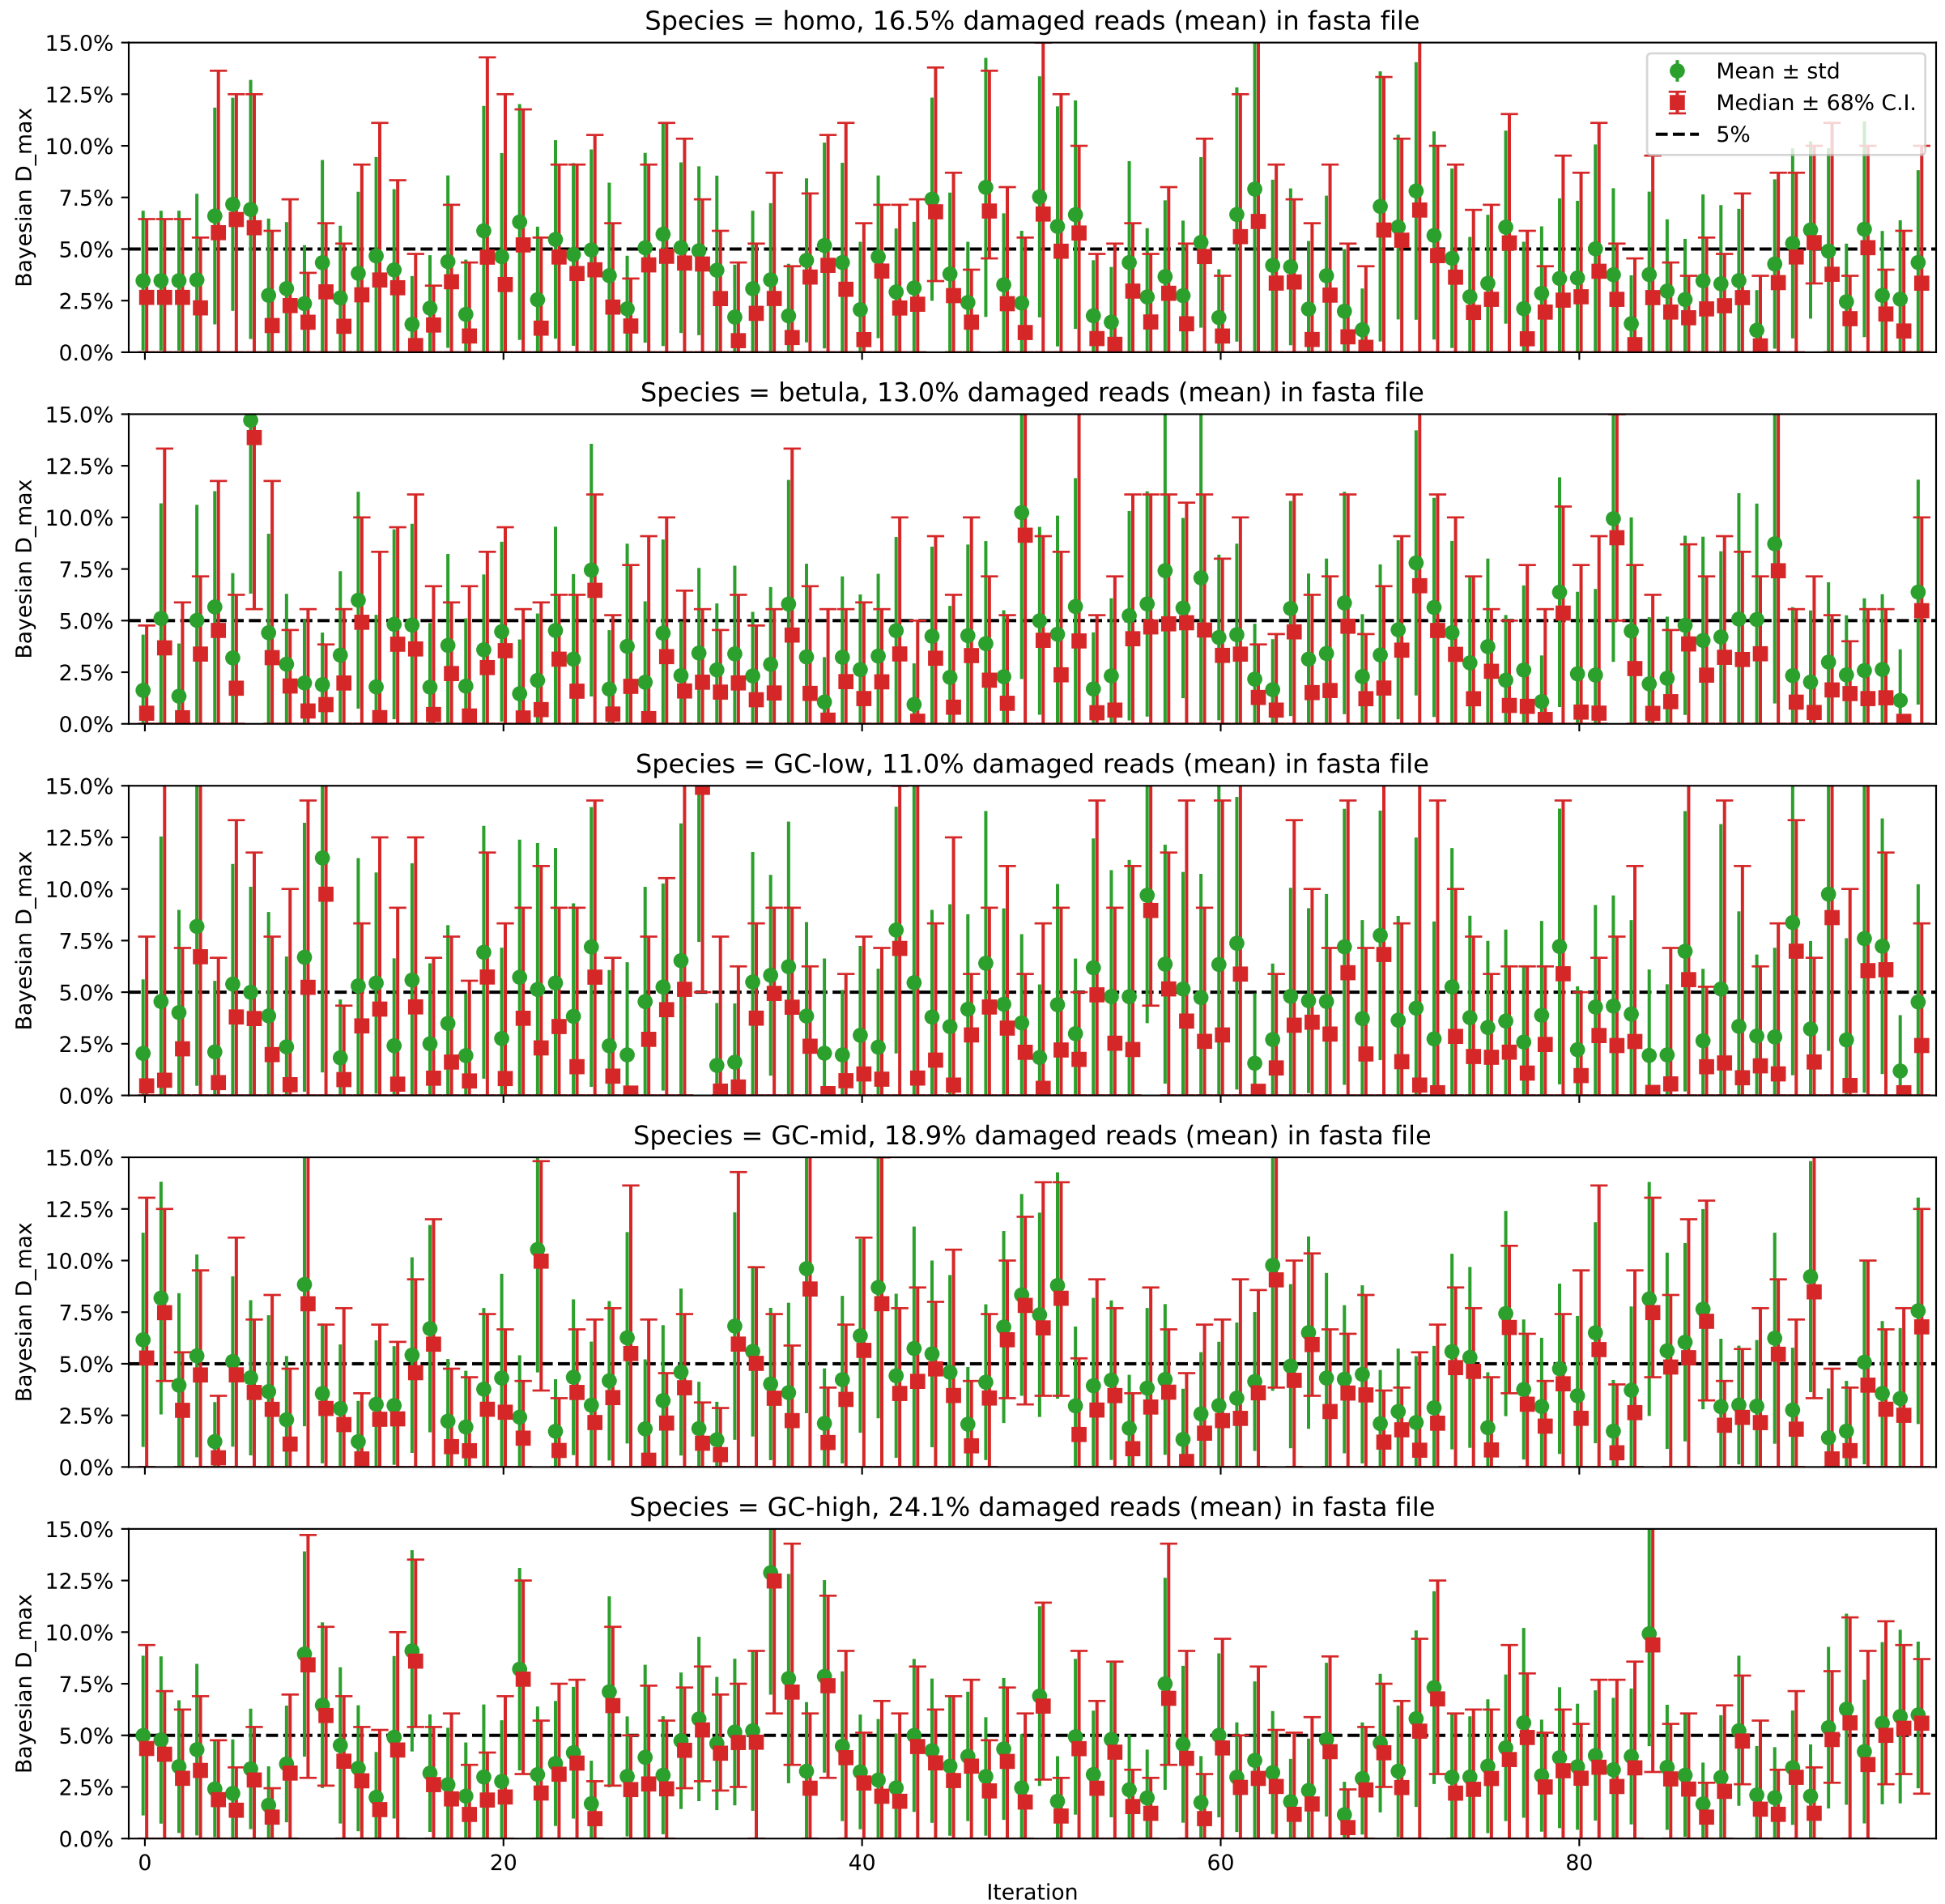 Species = homo, 16.5% damaged reads (mean) in fasta file
15.0%
12.5%
10.0%
7.5%
5.0%
2.5%
0.0%
Bayesian D_max
Mean ± std
Median ± 68% C.I.
5%
Species = betula, 13.0% damaged reads (mean) in fasta file
15.0%
12.5%
10.0%
7.5%
5.0%
2.5%
0.0%
Bayesian D_max
Species = GC-low, 11.0% damaged reads (mean) in fasta file
15.0%
12.5%
10.0%
7.5%
5.0%
2.5%
0.0%
Bayesian D_max
Species = GC-mid, 18.9% damaged reads (mean) in fasta file
15.0%
12.5%
10.0%
7.5%
5.0%
2.5%
0.0%
Bayesian D_max
Species = GC-high, 24.1% damaged reads (mean) in fasta file
15.0%
12.5%
10.0%
7.5%
5.0%
2.5%
0.0%
Bayesian D_max
0 20 40 60 80
Iteration